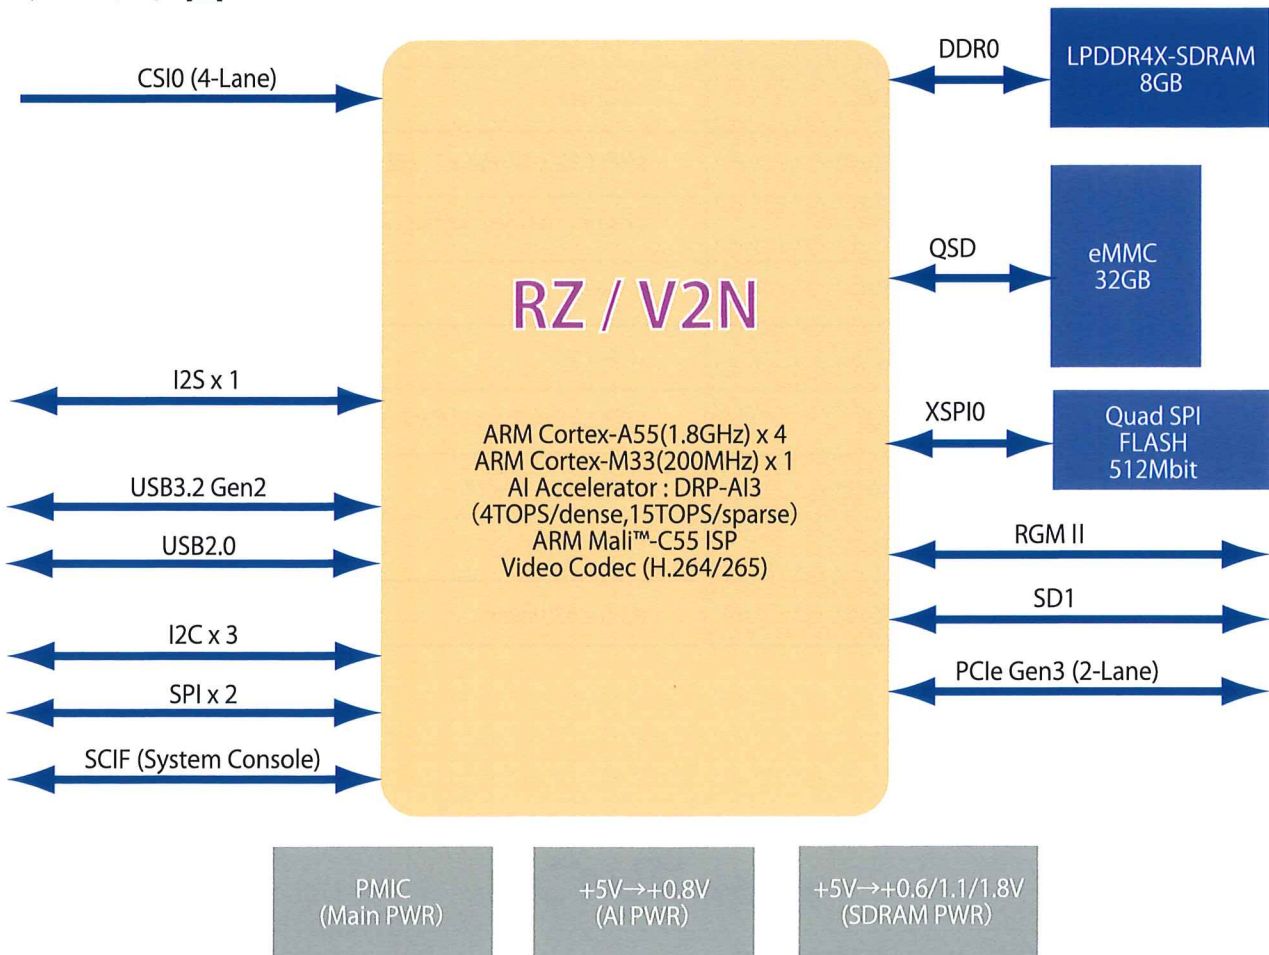 CSI0 (4-Lane)
I2S x 1
USB3.2 Gen2
USB2.0
I2C x 3
SPI x 2
SCIF (System Console)
RZ / V2N
ARM Cortex-A55(1.8GHz) x 4
ARM Cortex-M33(200MHz) x 1
AI Accelerator : DRP-AI3
(4TOPS/dense,15TOPS/sparse)
ARM Mali™-C55 ISP
Video Codec (H.264/265)
DDR0
LPDDR4X-SDRAM
8GB
QSD
eMMC
32GB
XSPI0
Quad SPI
FLASH
512Mbit
RGM II
SD1
PCIe Gen3 (2-Lane)
PMIC
(Main PWR)
+5V→+0.8V
(AI PWR)
+5V→+0.6/1.1/1.8V
(SDRAM PWR)